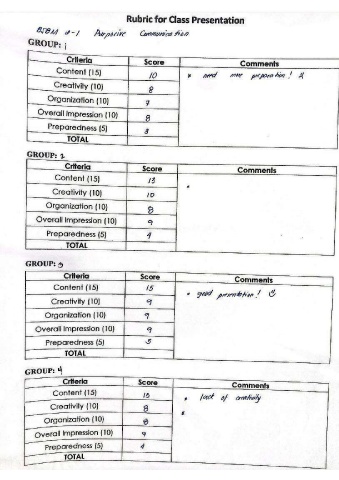 Rubric for Class Presentation
2-1 Purposive Communication
GROUP: 1
Criteria Score Comments
Content (15) 10 • need more preparation!
Creativity (10) 8
Organization (10) 7
Overall Impression (10) 8
Preparedness (5) 3
TOTAL
GROUP: 2
Criteria Score Comments
Content (15) 13 •
Creativity (10) 10
Organization (10) 8
Overall Impression (10) 9
Preparedness (5) 4
TOTAL
GROUP: 3
Criteria Score Comments
Content (15) 15 • good presentation! ☺
Creativity (10) 9
Organization (10) 9
Overall Impression (10) 9
Preparedness (5) 5
TOTAL
GROUP: 4
Criteria Score Comments
Content (15) 15 • lack of creativity
Creativity (10) 8 •
Organization (10) 8
Overall Impression (10) 9
Preparedness (5) 4
TOTAL